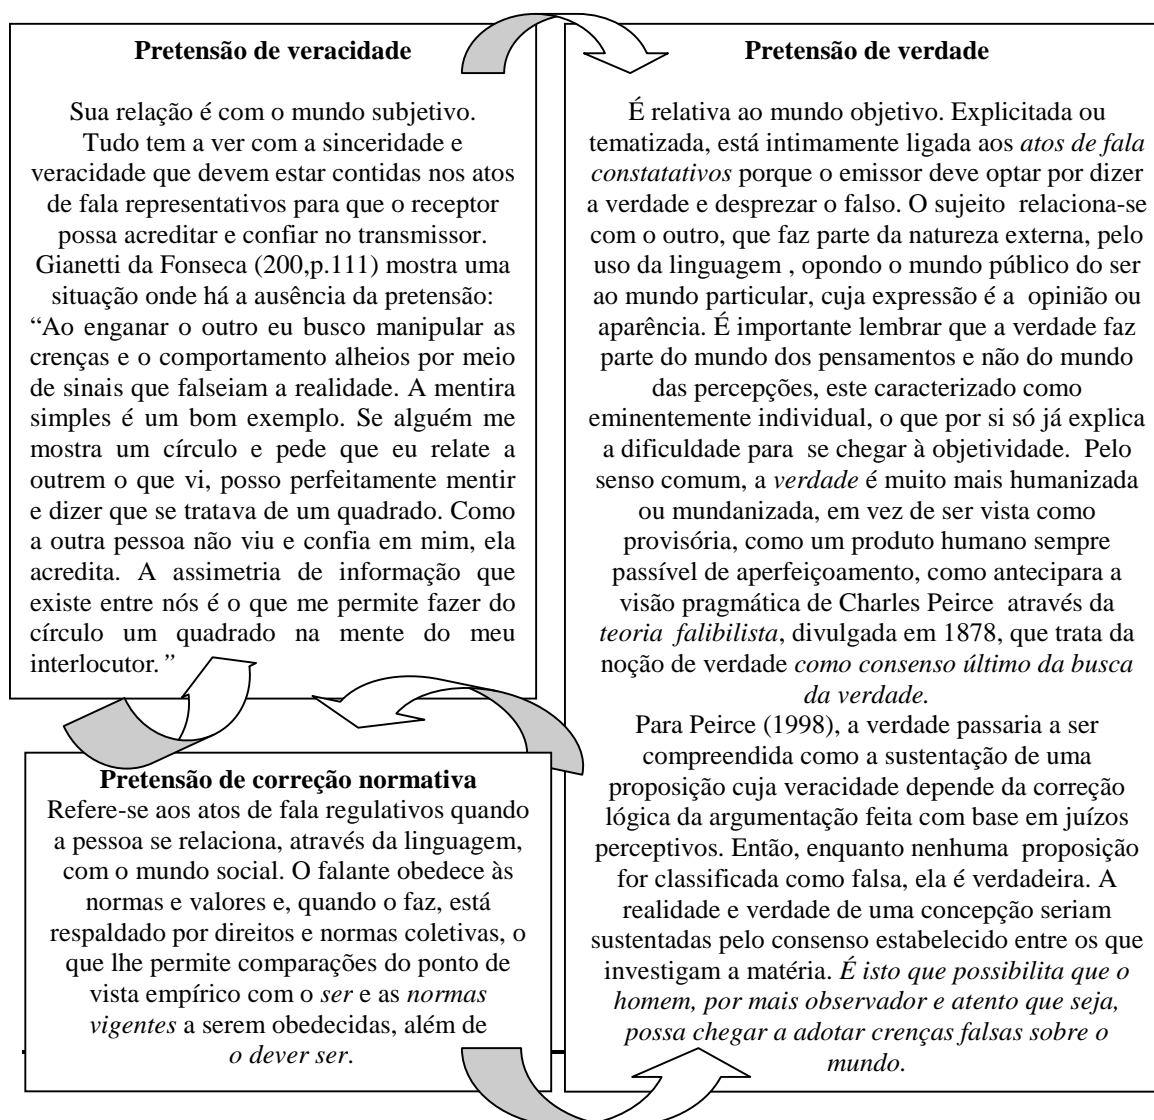 Pretensão de veracidade
Sua relação é com o mundo subjetivo.
Tudo tem a ver com a sinceridade e
veracidade que devem estar contidas nos atos
de fala representativos para que o receptor
possa acreditar e confiar no transmissor.
Gianetti da Fonseca (200,p.111) mostra uma
situação onde há a ausência da pretensão:
“Ao enganar o outro eu busco manipular as
crenças e o comportamento alheios por meio
de sinais que falseiam a realidade. A mentira
simples é um bom exemplo. Se alguém me
mostra um círculo e pede que eu relate a
outrem o que vi, posso perfeitamente mentir
e dizer que se tratava de um quadrado. Como
a outra pessoa não viu e confia em mim, ela
acredita. A assimetria de informação que
existe entre nós é o que me permite fazer do
círculo um quadrado na mente do meu
interlocutor.”
Pretensão de verdade
É relativa ao mundo objetivo. Explicitada ou
tematizada, está intimamente ligada aos atos de fala
constatativos porque o emissor deve optar por dizer
a verdade e desprezar o falso. O sujeito relaciona-se
com o outro, que faz parte da natureza externa, pelo
uso da linguagem , opondo o mundo público do ser
ao mundo particular, cuja expressão é a opinião ou
aparência. É importante lembrar que a verdade faz
parte do mundo dos pensamentos e não do mundo
das percepções, este caracterizado como
eminentemente individual, o que por si só já explica
a dificuldade para se chegar à objetividade. Pelo
senso comum, a verdade é muito mais humanizada
ou mundanizada, em vez de ser vista como
provisória, como um produto humano sempre
passível de aperfeiçoamento, como antecipara a
visão pragmática de Charles Peirce através da
teoria falibilista, divulgada em 1878, que trata da
noção de verdade como consenso último da busca
da verdade.
Para Peirce (1998), a verdade passaria a ser
compreendida como a sustentação de uma
proposição cuja veracidade depende da correção
lógica da argumentação feita com base em juízos
perceptivos. Então, enquanto nenhuma proposição
for classificada como falsa, ela é verdadeira. A
realidade e verdade de uma concepção seriam
sustentadas pelo consenso estabelecido entre os que
investigam a matéria. É isto que possibilita que o
homem, por mais observador e atento que seja,
possa chegar a adotar crenças falsas sobre o
mundo.
Pretensão de correção normativa
Refere-se aos atos de fala regulativos quando
a pessoa se relaciona, através da linguagem,
com o mundo social. O falante obedece às
normas e valores e, quando o faz, está
respaldado por direitos e normas coletivas, o
que lhe permite comparações do ponto de
vista empírico com o ser e as normas
vigentes a serem obedecidas, além de
o dever ser.